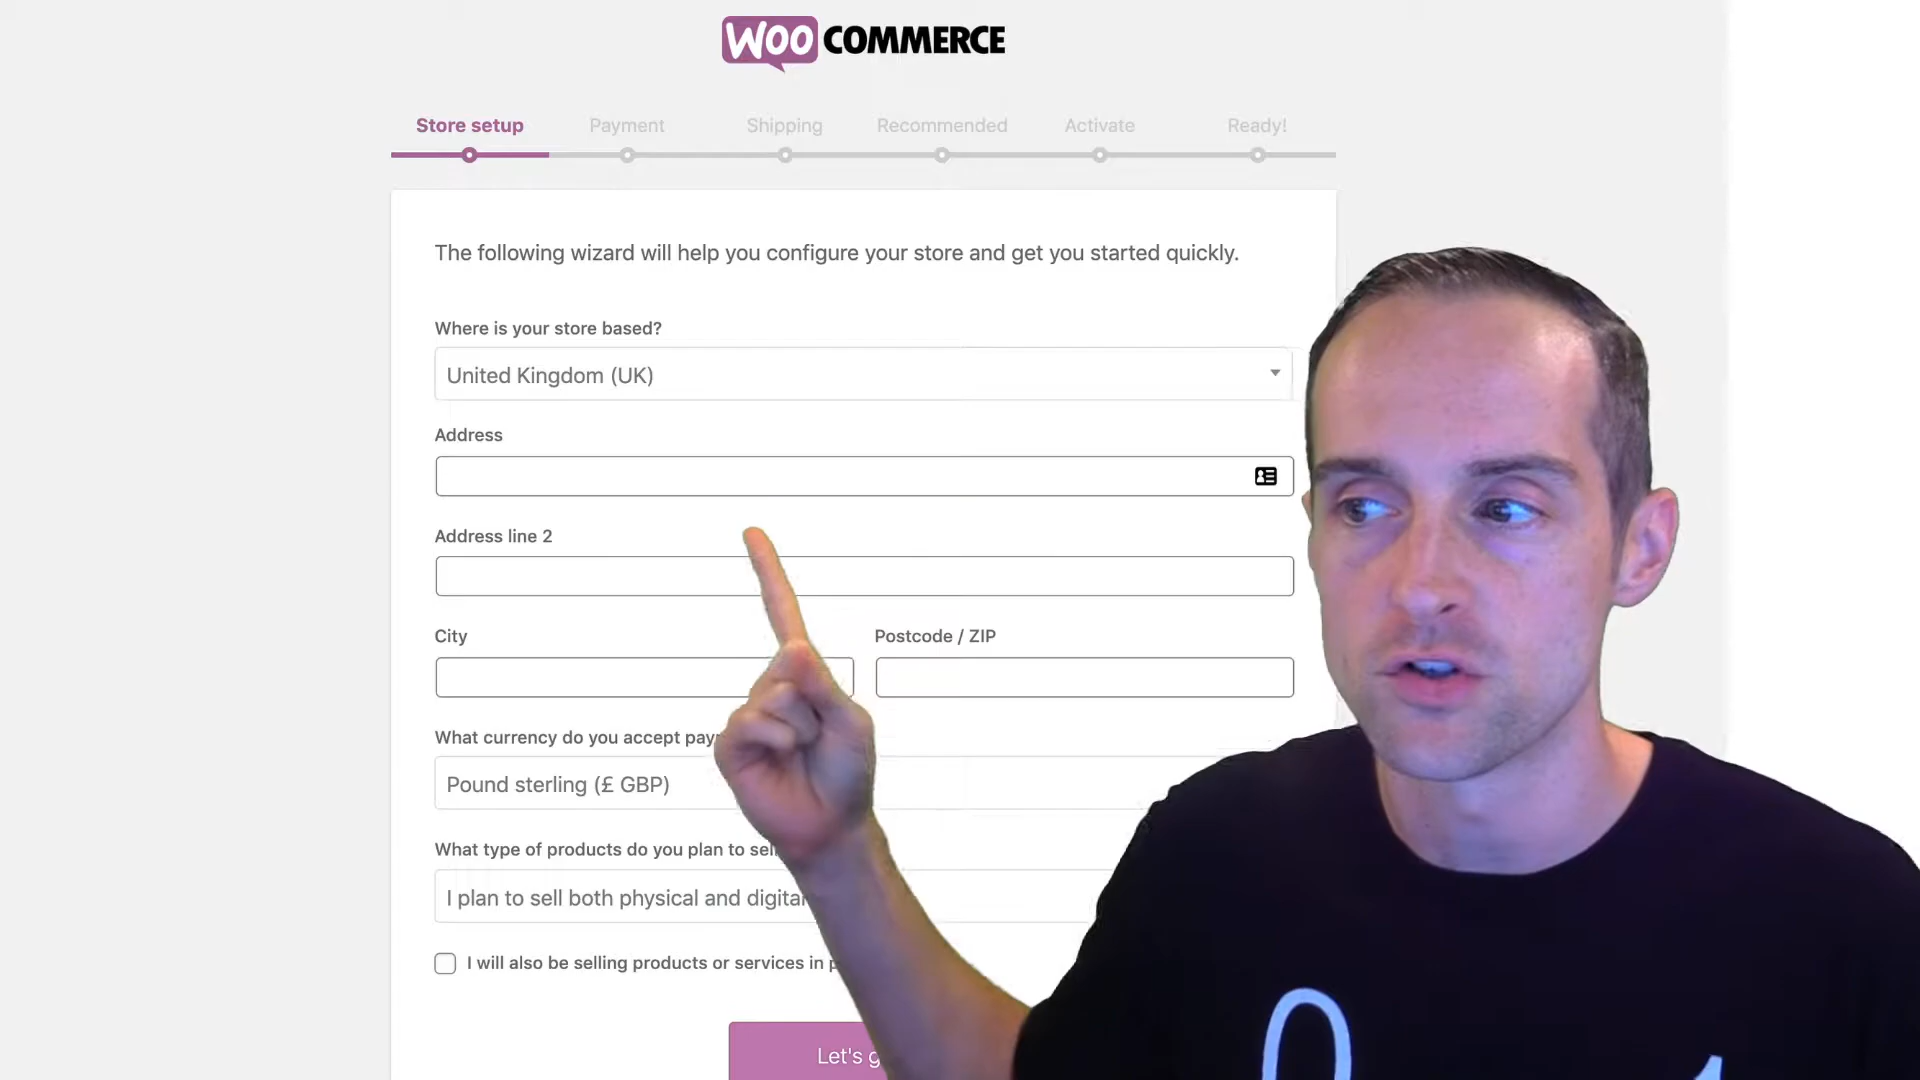 WOO COMMERCE
Store setup Payment Shipping Recommended Activate Ready!
The following wizard will help you configure your store and get you started quickly.
Where is your store based?
United Kingdom (UK)
Address
Address line 2
City Postcode / ZIP
What currency do you accept
Pound sterling (£ GBP)
What type of products do you plan to sell
I plan to sell both physical and digital
I will also be selling products or services in
Let's